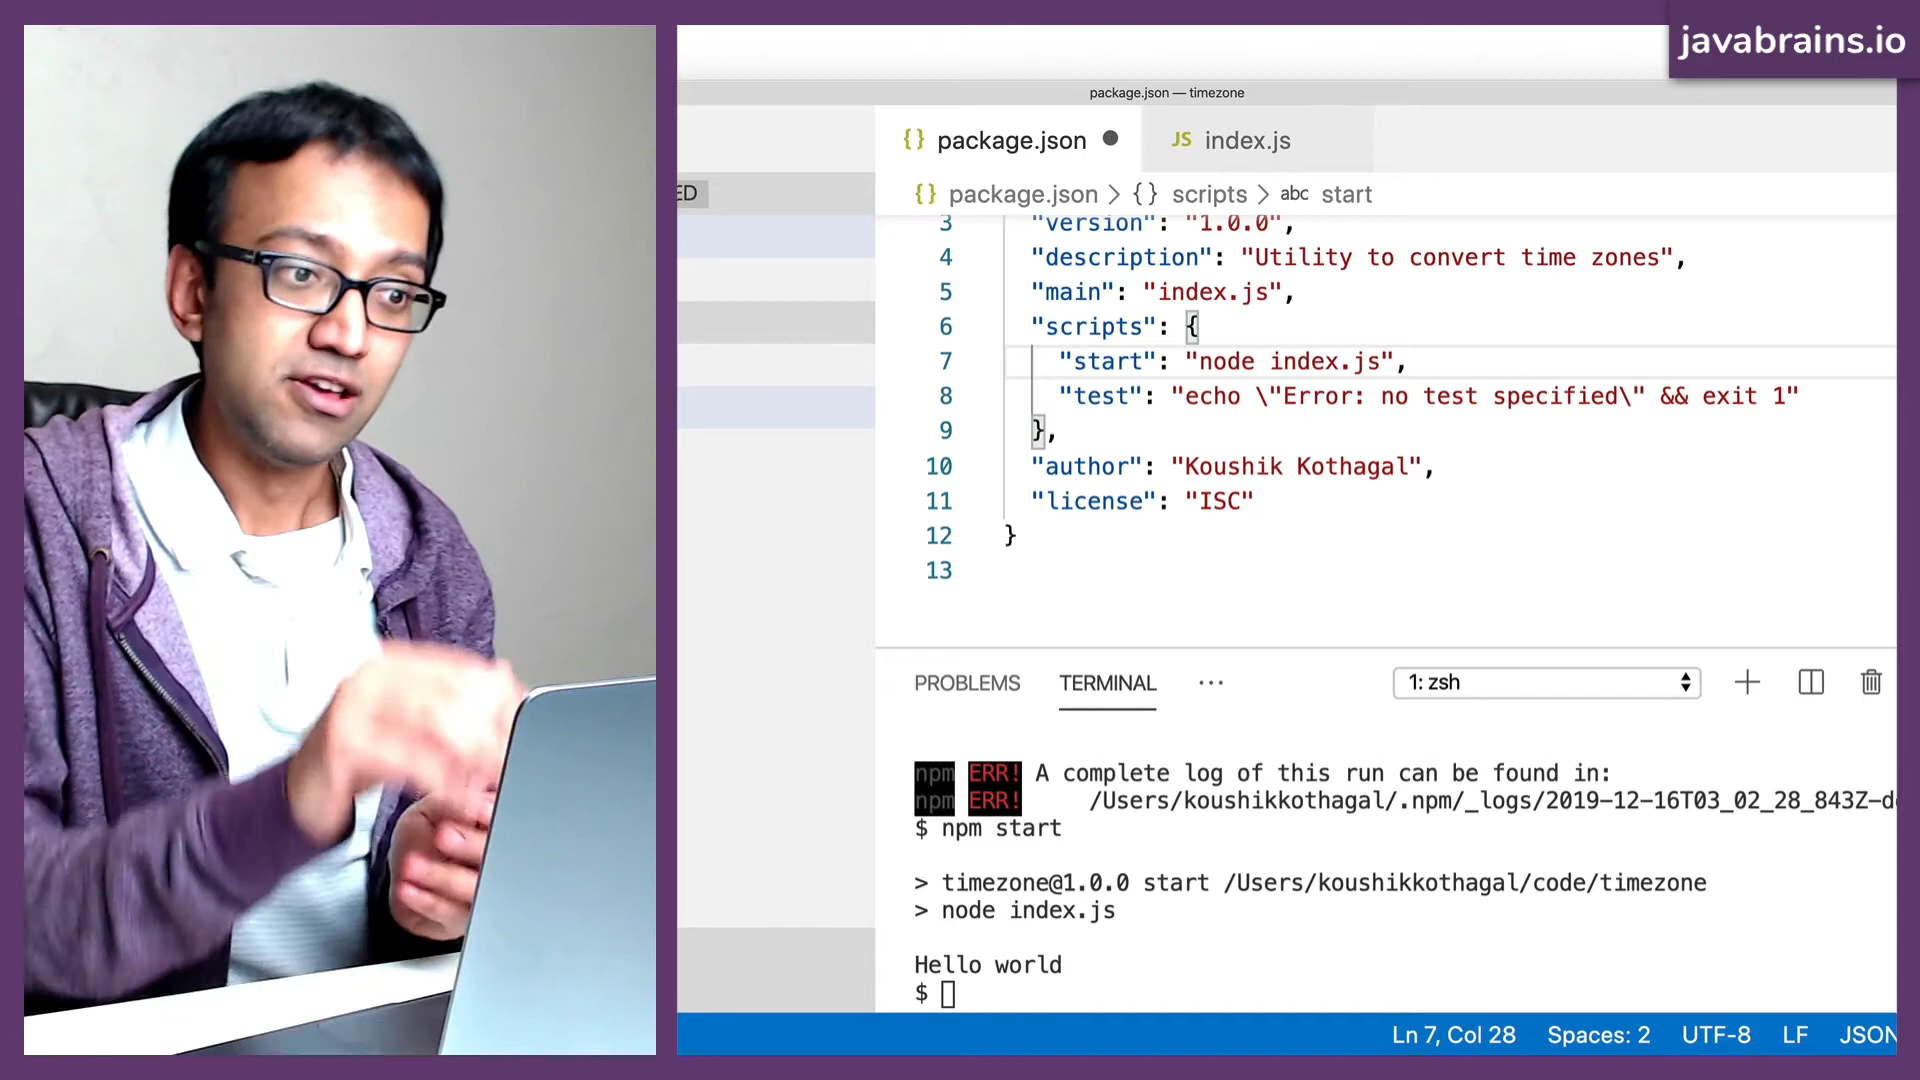 javabrains.io
package.json — timezone
{} package.json ● JS index.js
ED
{} package.json > {} scripts > abc start
3 "version": "1.0.0",
4 "description": "Utility to convert time zones",
5 "main": "index.js",
6 "scripts": {
7 "start": "node index.js",
8 "test": "echo \"Error: no test specified\" && exit 1"
9 },
10 "author": "Koushik Kothagal",
11 "license": "ISC"
12 }
13
PROBLEMS TERMINAL ··· 1: zsh
npm ERR! A complete log of this run can be found in:
npm ERR! /Users/koushikkothagal/.npm/_logs/2019-12-16T03_02_28_843Z-d
$ npm start
> timezone@1.0.0 start /Users/koushikkothagal/code/timezone
> node index.js
Hello world
$
Ln 7, Col 28 Spaces: 2 UTF-8 LF JSON